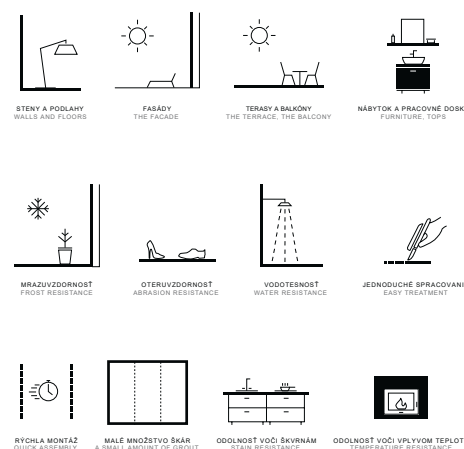 STENY A PODLAHY
WALLS AND FLOORS
FASÁDY
THE FACADE
TERASY A BALKÓNY
THE TERRACE, THE BALCONY
NÁBYTOK A PRACOVNÉ DOSK
FURNITURE, TOPS
MRAZUVZDORNOSŤ
FROST RESISTANCE
OTERUVZDORNOSŤ
ABRASION RESISTANCE
VODOTESNOSŤ
WATER RESISTANCE
JEDNODUCHÉ SPRACOVANI
EASY TREATMENT
RÝCHLA MONTÁŽ
QUICK ASSEMBLY
MALÉ MNOŽSTVO ŠKÁR
A SMALL AMOUNT OF GROUT
ODOLNOSŤ VOČI ŠKVRNÁM
STAIN RESISTANCE
ODOLNOSŤ VOČI VPLYVOM TEPLOT
TEMPERATURE RESISTANCE